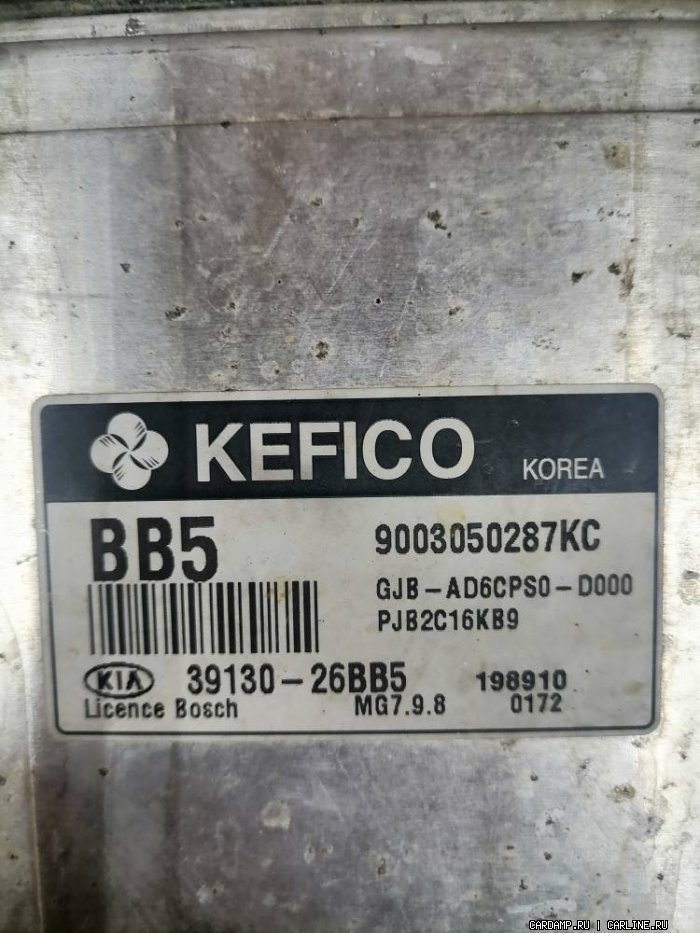 KEFICO KOREA
BB5 9003050287KC
GJB-AD6CPS0-D000
PJB2C16KB9
KIA 39130-26BB5 198910
Licence Bosch MG7.9.8 0172
CARDAMP.RU | CARLINE.RU